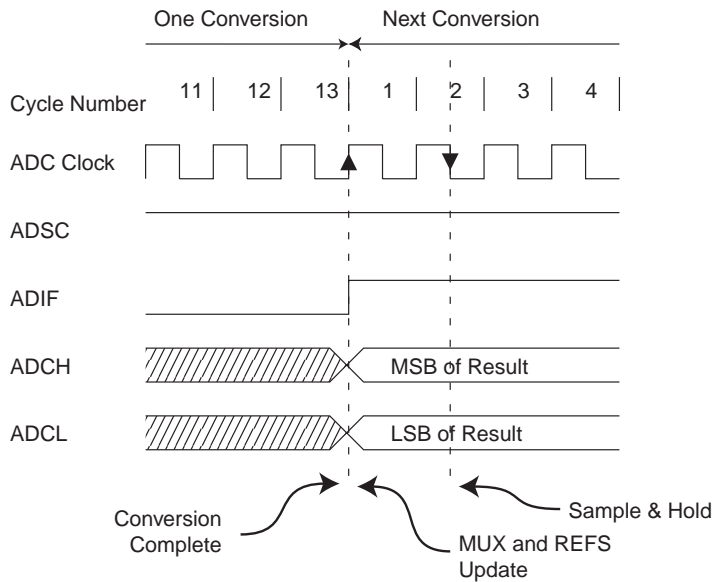 One Conversion Next Conversion
Cycle Number 11 12 13 1 2 3 4
ADC Clock
ADSC
ADIF
ADCH MSB of Result
ADCL LSB of Result
Conversion
Complete
MUX and REFS
Update
Sample & Hold